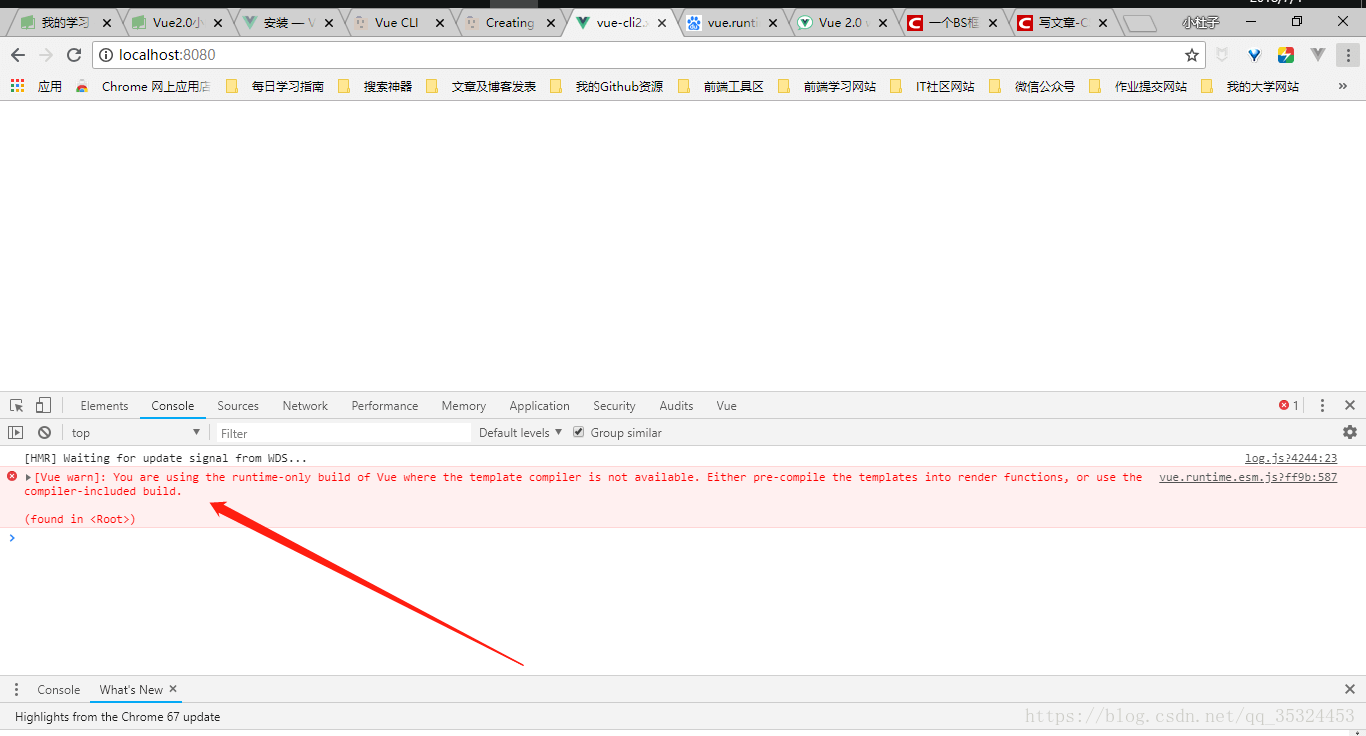 我的学习
Vue2.0小
安装 — V
Vue CLI
Creating
vue-cli2.x
vue.runti
Vue 2.0 v
一个BS框
写文章-C
小杜子
localhost:8080
应用
Chrome 网上应用店
每日学习指南
搜索神器
文章及博客发表
我的Github资源
前端工具区
前端学习网站
IT社区网站
微信公众号
作业提交网站
我的大学网站
»
Elements
Console
Sources
Network
Performance
Memory
Application
Security
Audits
Vue
1
top
Filter
Default levels
Group similar
[HMR] Waiting for update signal from WDS...
log.js?4244:23
[Vue warn]: You are using the runtime-only build of Vue where the template compiler is not available. Either pre-compile the templates into render functions, or use the
vue.runtime.esm.js?ff9b:587
compiler-included build.
(found in <Root>)
Console
What's New
Highlights from the Chrome 67 update
https://blog.csdn.net/qq_35324453